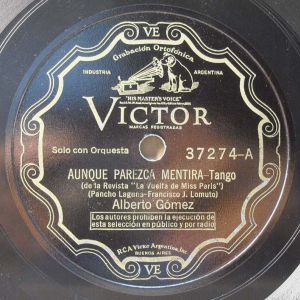 VE
Grabación Ortofónica
INDUSTRIA ARGENTINA
"HIS MASTER'S VOICE"
VICTOR
MARCAS REGISTRADAS
Solo con Orquesta 37274-A
AUNQUE PAREZCA MENTIRA-Tango
(de la Revista "La Vuelta de Miss París")
(Pancho Laguna-Francisco J. Lomuto)
Alberto Gómez
Los autores prohiben la ejecución de
esta selección en público y por radio
RCA Victor Argentina, Inc.
BUENOS AIRES
VE